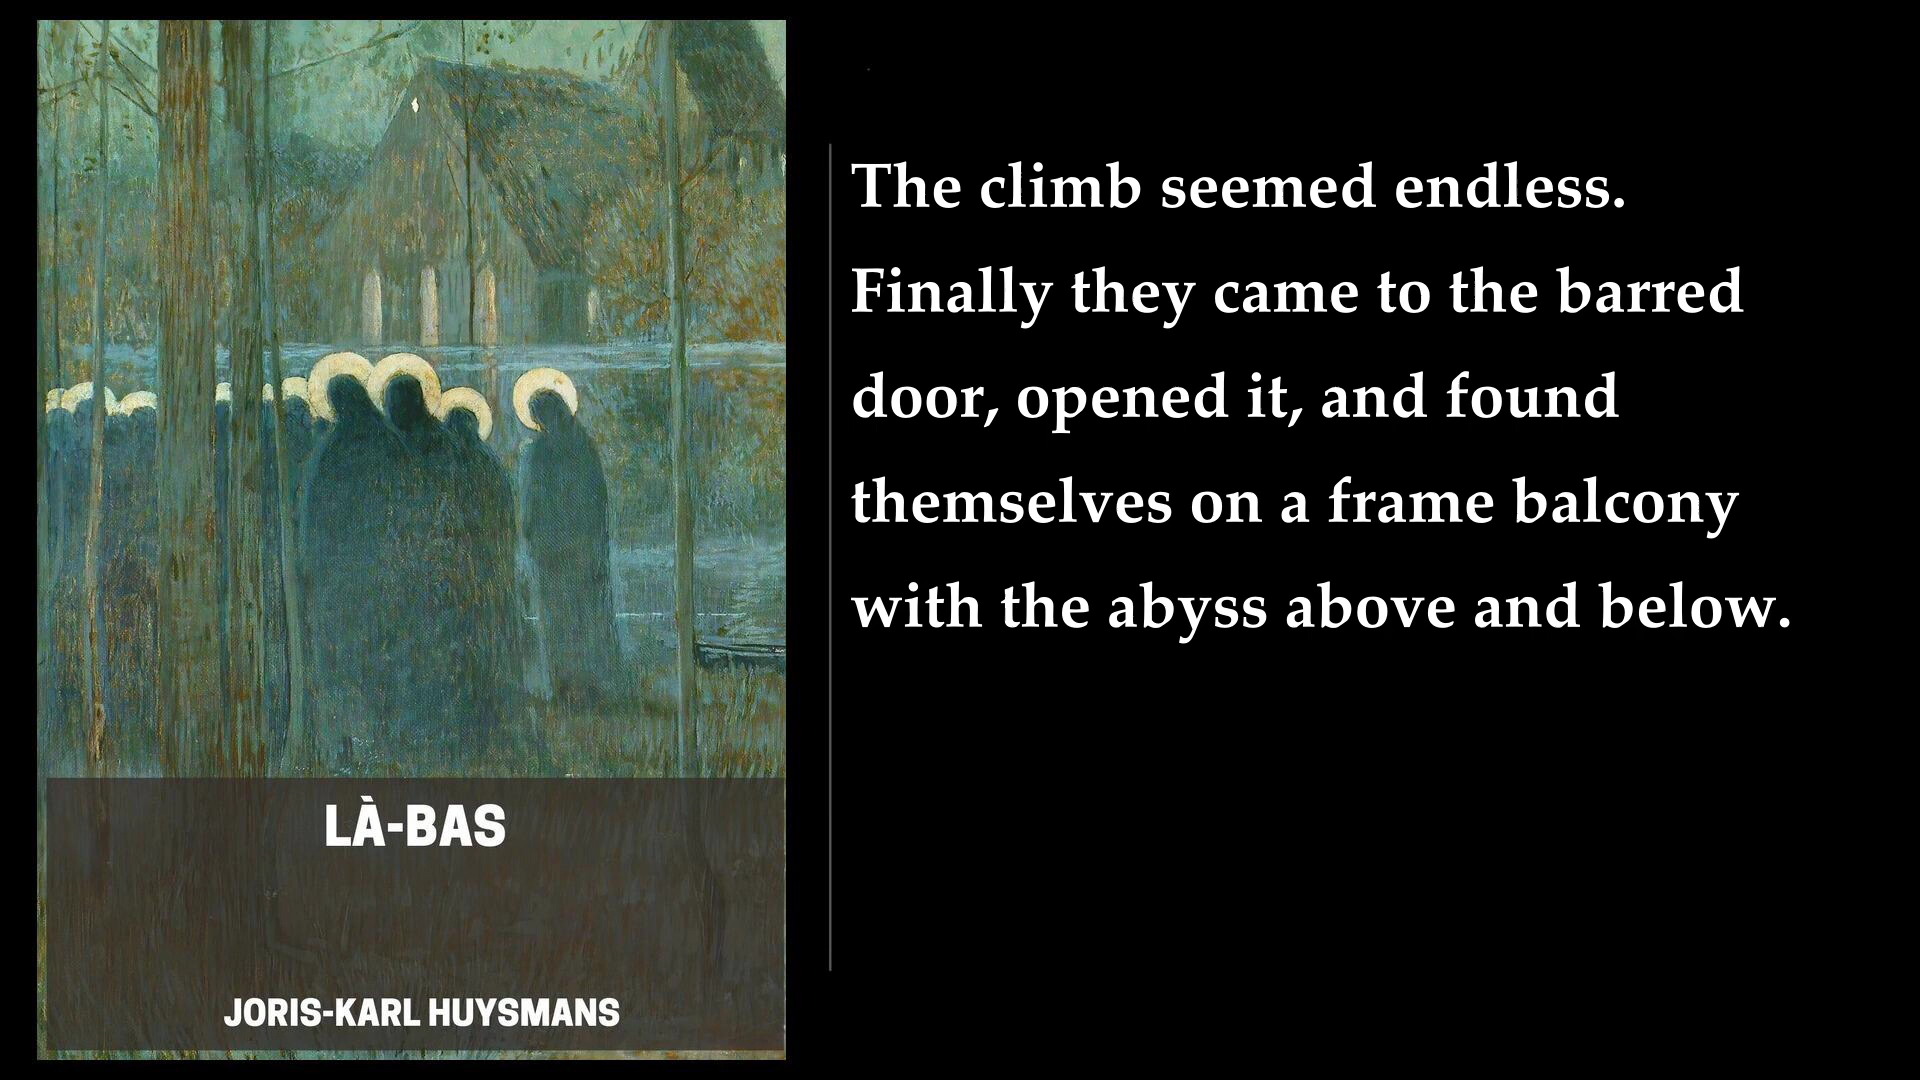 LÀ-BAS
JORIS-KARL HUYSMANS
The climb seemed endless.
Finally they came to the barred
door, opened it, and found
themselves on a frame balcony
with the abyss above and below.